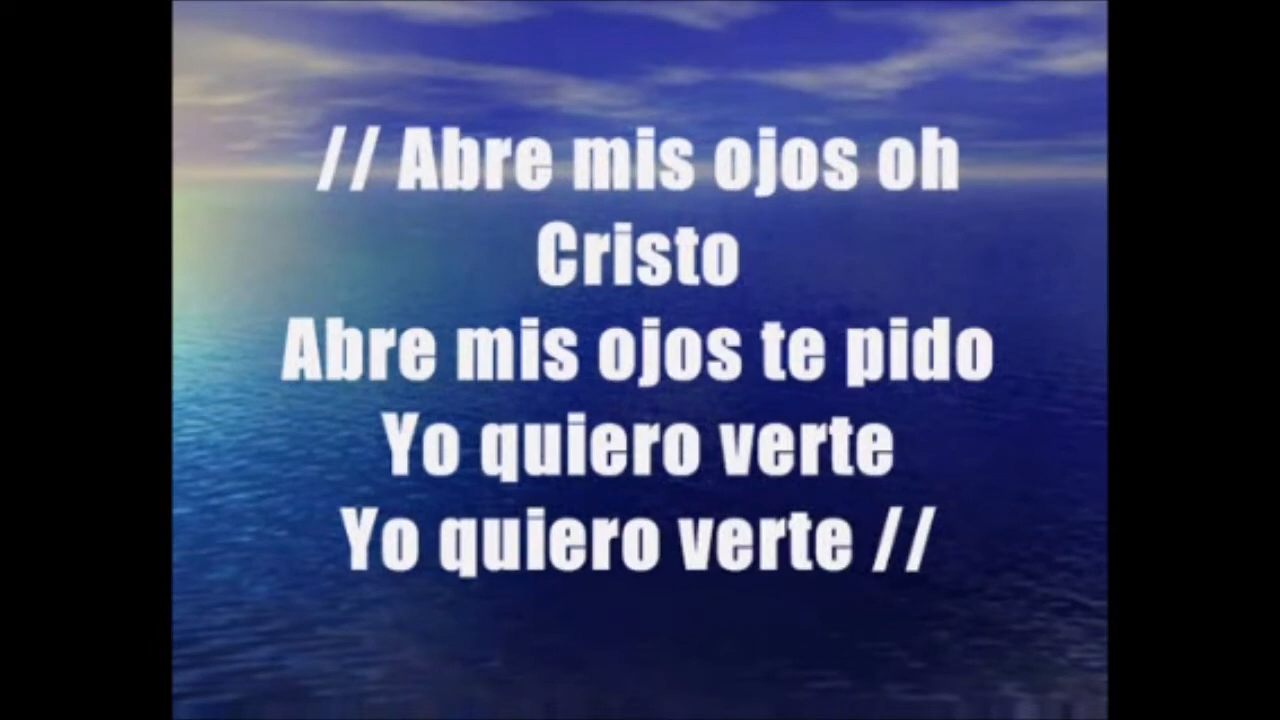 // Abre mis ojos oh
Cristo
Abre mis ojos te pido
Yo quiero verte
Yo quiero verte //